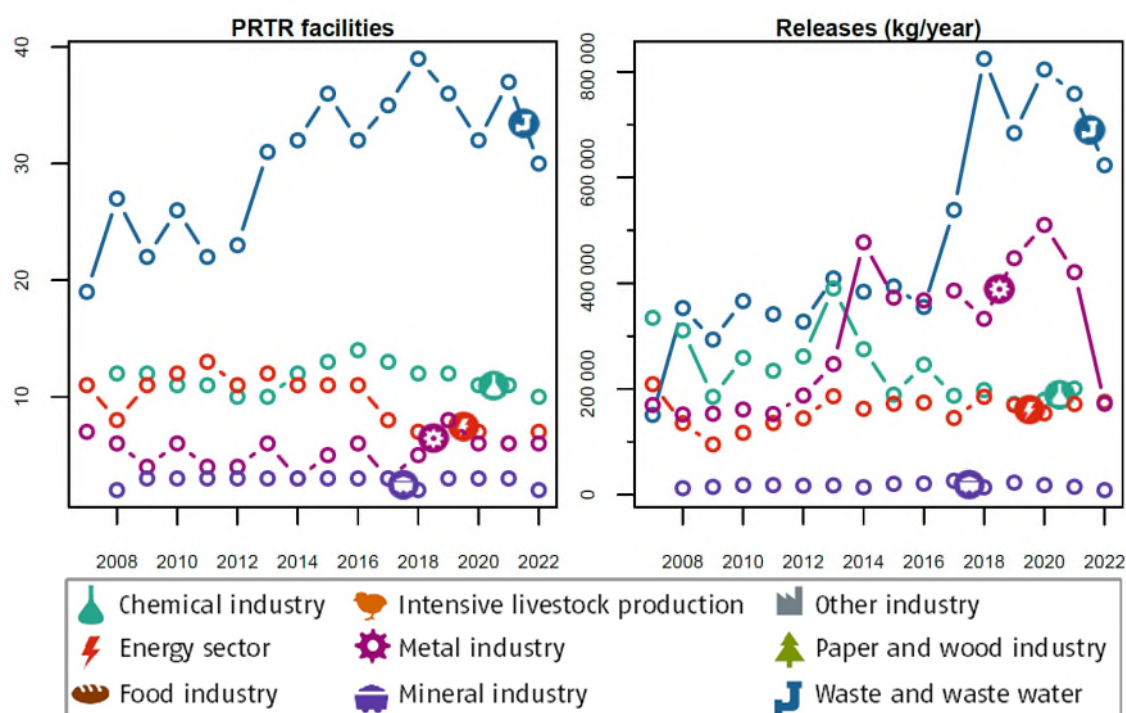 PRTR facilities
Releases (kg/year)
40
30
20
10
800 000
600 000
400 000
200 000
0
2008 2010 2012 2014 2016 2018 2020 2022
2008 2010 2012 2014 2016 2018 2020 2022
Chemical industry Intensive livestock production Other industry
Energy sector Metal industry Paper and wood industry
Food industry Mineral industry Waste and waste water